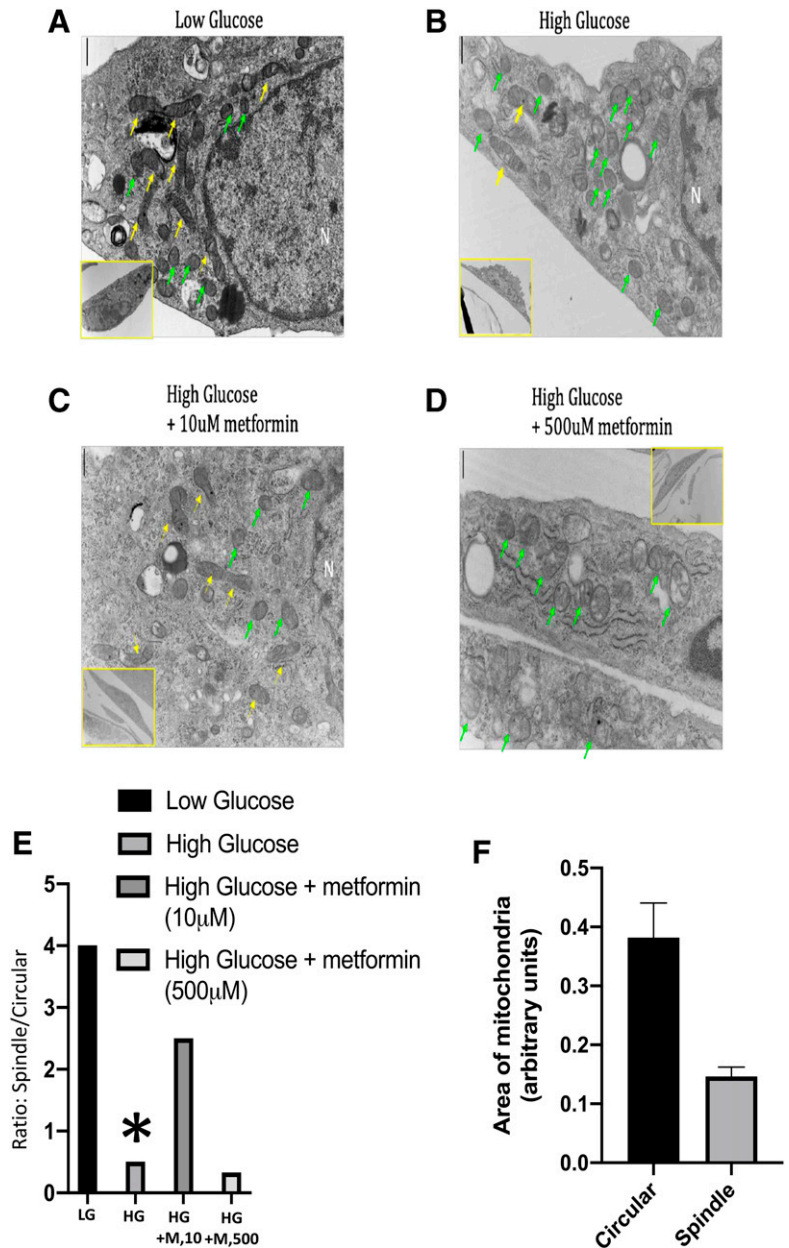 A
Low Glucose
N
B
High Glucose
N
C
High Glucose
+ 10uM metformin
N
D
High Glucose
+ 500uM metformin
E
Low Glucose
High Glucose
High Glucose + metformin
(10μM)
High Glucose + metformin
(500μM)
Ratio: Spindle/Circular
5
4
3
2
1
0
*
LG
HG
HG
+M,10
HG
+M,500
F
Area of mitochondria
(arbitrary units)
0.5
0.4
0.3
0.2
0.1
0.0
Circular
Spindle